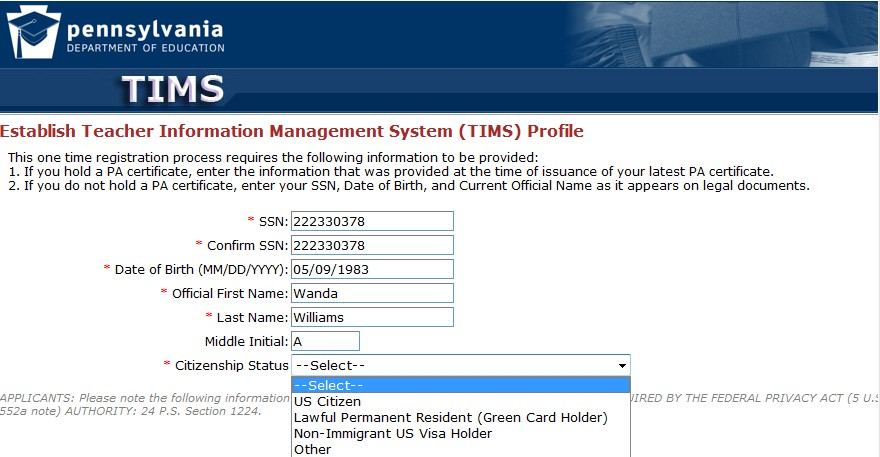 pennsylvania
DEPARTMENT OF EDUCATION
TIMS
Establish Teacher Information Management System (TIMS) Profile
This one time registration process requires the following information to be provided:
1. If you hold a PA certificate, enter the information that was provided at the time of issuance of your latest PA certificate.
2. If you do not hold a PA certificate, enter your SSN, Date of Birth, and Current Official Name as it appears on legal documents.
* SSN: 222330378
* Confirm SSN: 222330378
* Date of Birth (MM/DD/YYYY): 05/09/1983
* Official First Name: Wanda
* Last Name: Williams
Middle Initial: A
* Citizenship Status --Select--
--Select--
US Citizen
Lawful Permanent Resident (Green Card Holder)
Non-Immigrant US Visa Holder
Other
APPLICANTS: Please note the following information IRED BY THE FEDERAL PRIVACY ACT (5 U.S
552a note) AUTHORITY: 24 P.S. Section 1224.